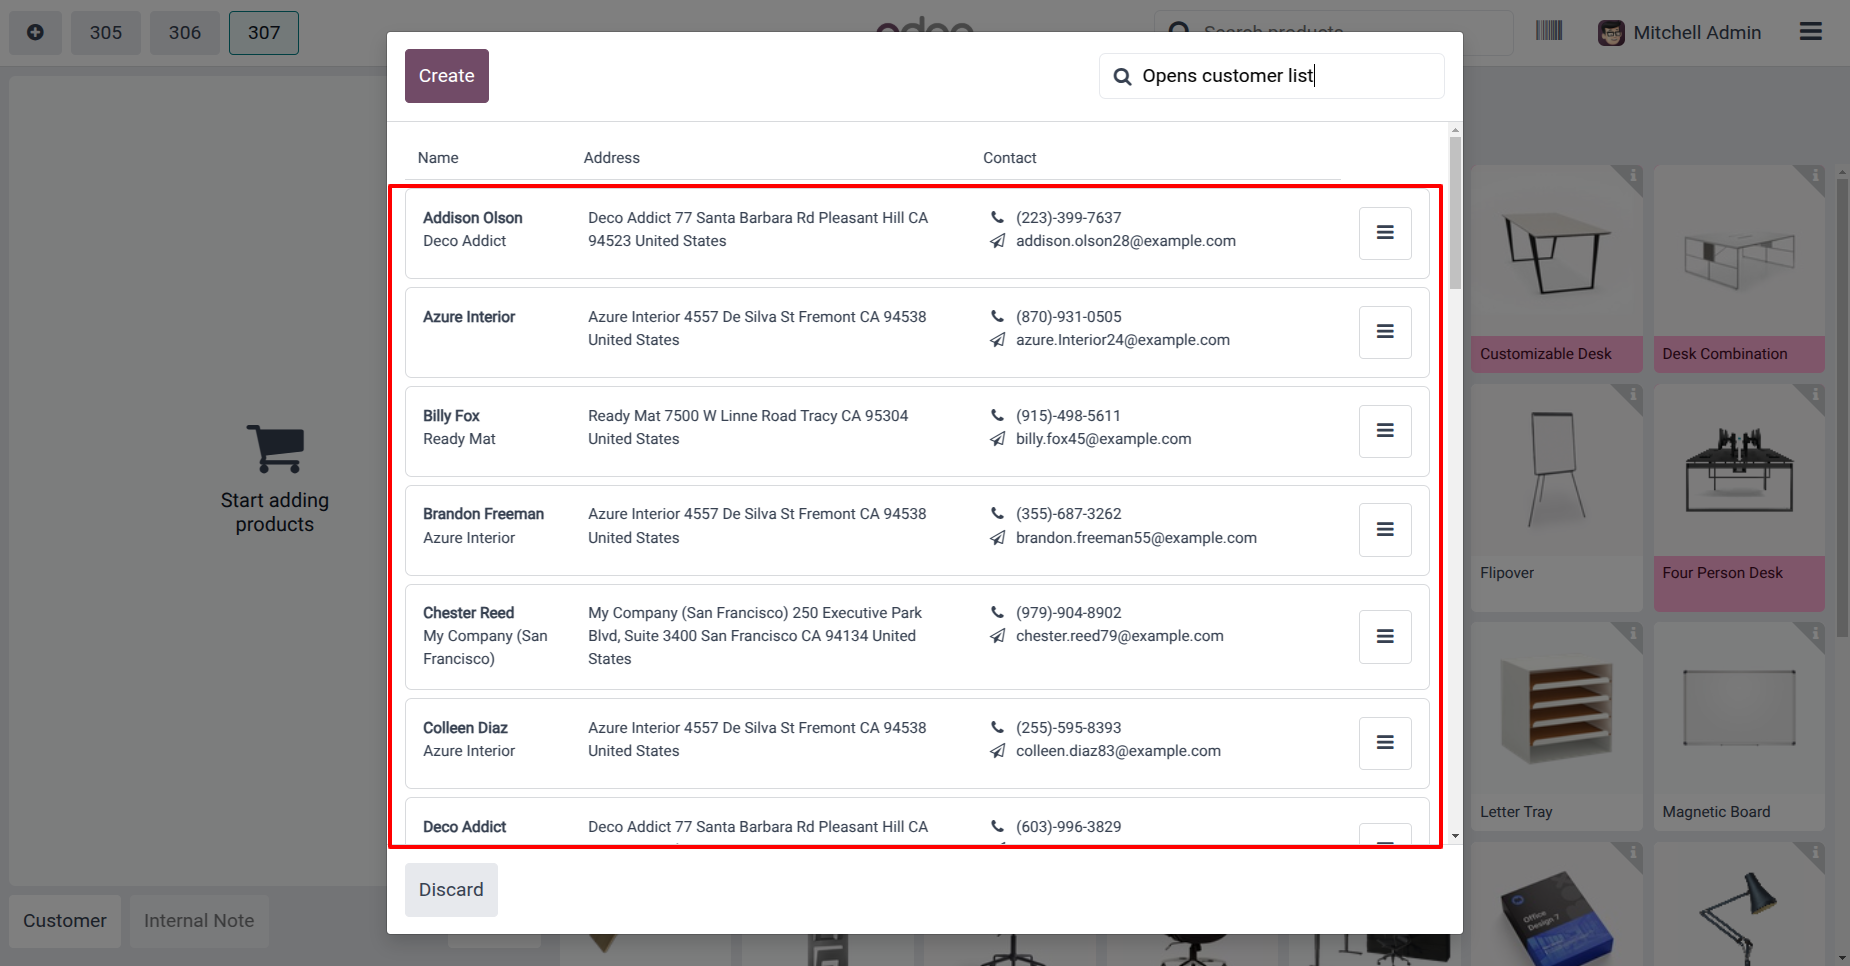 305
306
307
odoo
Search products
Mitchell Admin
Create
Opens customer list
Name
Address
Contact
Addison Olson
Deco Addict
Deco Addict 77 Santa Barbara Rd Pleasant Hill CA
94523 United States
(223)-399-7637
addison.olson28@example.com
Azure Interior
Azure Interior 4557 De Silva St Fremont CA 94538
United States
(870)-931-0505
azure.Interior24@example.com
Billy Fox
Ready Mat
Ready Mat 7500 W Linne Road Tracy CA 95304
United States
(915)-498-5611
billy.fox45@example.com
Brandon Freeman
Azure Interior
Azure Interior 4557 De Silva St Fremont CA 94538
United States
(355)-687-3262
brandon.freeman55@example.com
Chester Reed
My Company (San
Francisco)
My Company (San Francisco) 250 Executive Park
Blvd, Suite 3400 San Francisco CA 94134 United
States
(979)-904-8902
chester.reed79@example.com
Colleen Diaz
Azure Interior
Azure Interior 4557 De Silva St Fremont CA 94538
United States
(255)-595-8393
colleen.diaz83@example.com
Deco Addict
Deco Addict 77 Santa Barbara Rd Pleasant Hill CA
(603)-996-3829
Discard
Start adding
products
Customer
Internal Note
Customizable Desk
Desk Combination
Flipover
Four Person Desk
Letter Tray
Magnetic Board
Office
Design 7